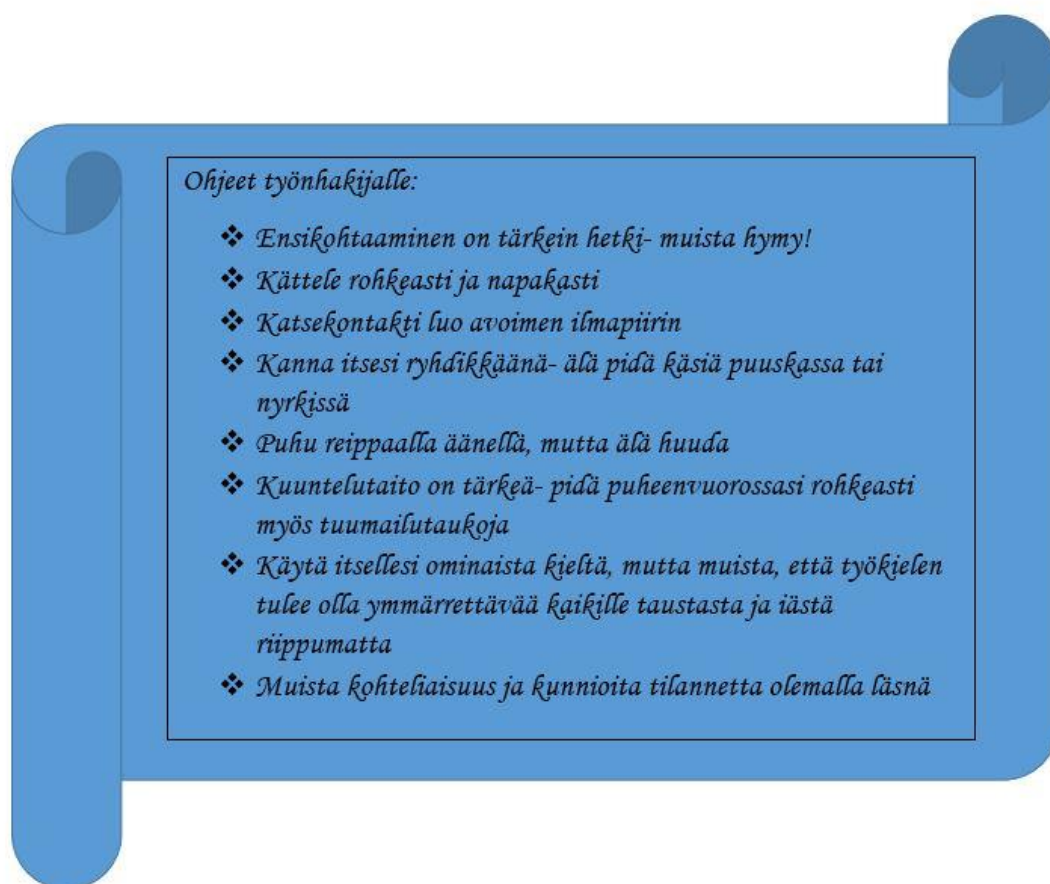 Ohjeet työnhakijalle:
❖ Ensikohtaaminen on tärkein hetki- muista hymy!
❖ Kättele rohkeasti ja napakasti
❖ Katsekontakti luo avoimen ilmapiirin
❖ Kanna itsesi ryhdikkäänä- älä pidä käsiä puuskassa tai
nyrkissä
❖ Puhu reippaalla äänellä, mutta älä huuda
❖ Kuuntelutaito on tärkeä- pidä puheenvuorossasi rohkeasti
myös tuumailutaukoja
❖ Käytä itsellesi ominaista kieltä, mutta muista, että työkielen
tulee olla ymmärrettävää kaikille taustasta ja iästä
riippumatta
❖ Muista kohteliaisuus ja kunnioita tilannetta olemalla läsnä